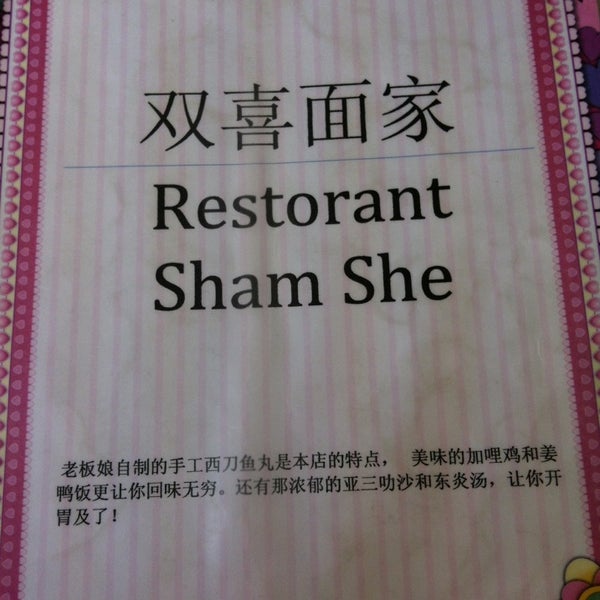 双喜面家
Restorant
Sham She
老板娘自制的手工西刀鱼丸是本店的特点， 美味的加哩鸡和姜
鸭饭更让你回味无穷。还有那浓郁的亚三叻沙和东炎汤，让你开
胃及了！